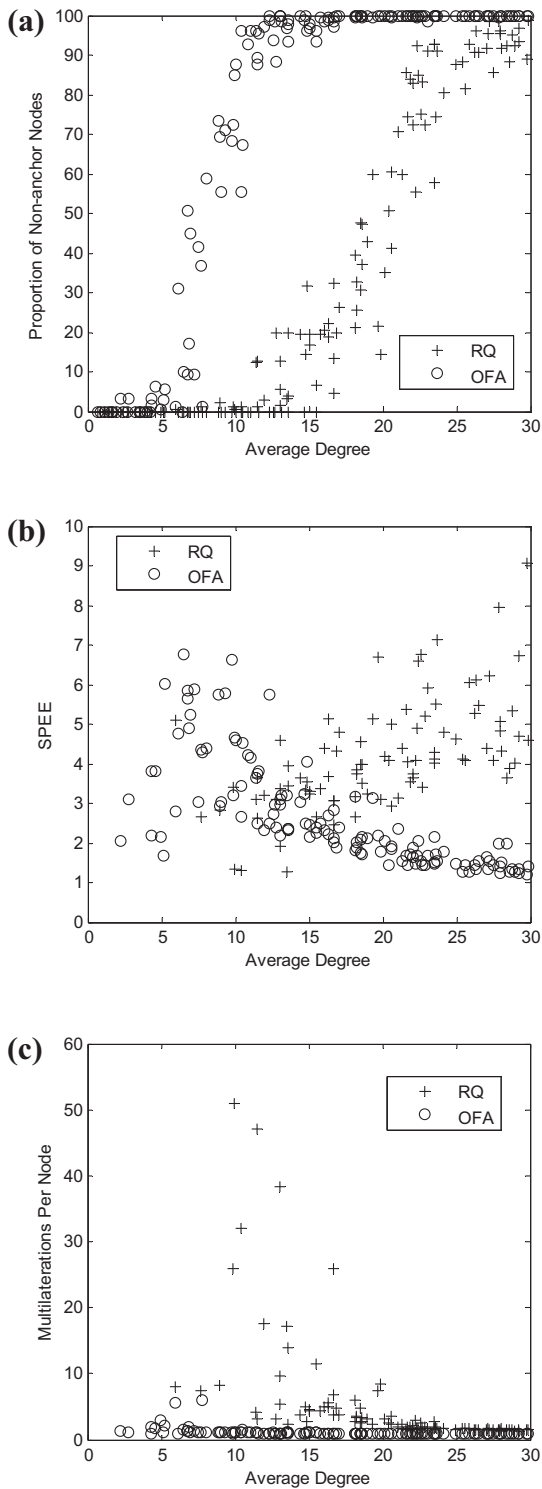 (a)
100
90
80
70
60
50
40
30
20
10
0
Proportion of Non-anchor Nodes
RQ
OFA
0 5 10 15 20 25 30
Average Degree
(b)
10
9
8
7
6
5
4
3
2
1
0
SPEE
RQ
OFA
0 5 10 15 20 25 30
Average Degree
(c)
60
50
40
30
20
10
0
Multilaterations Per Node
RQ
OFA
0 5 10 15 20 25 30
Average Degree